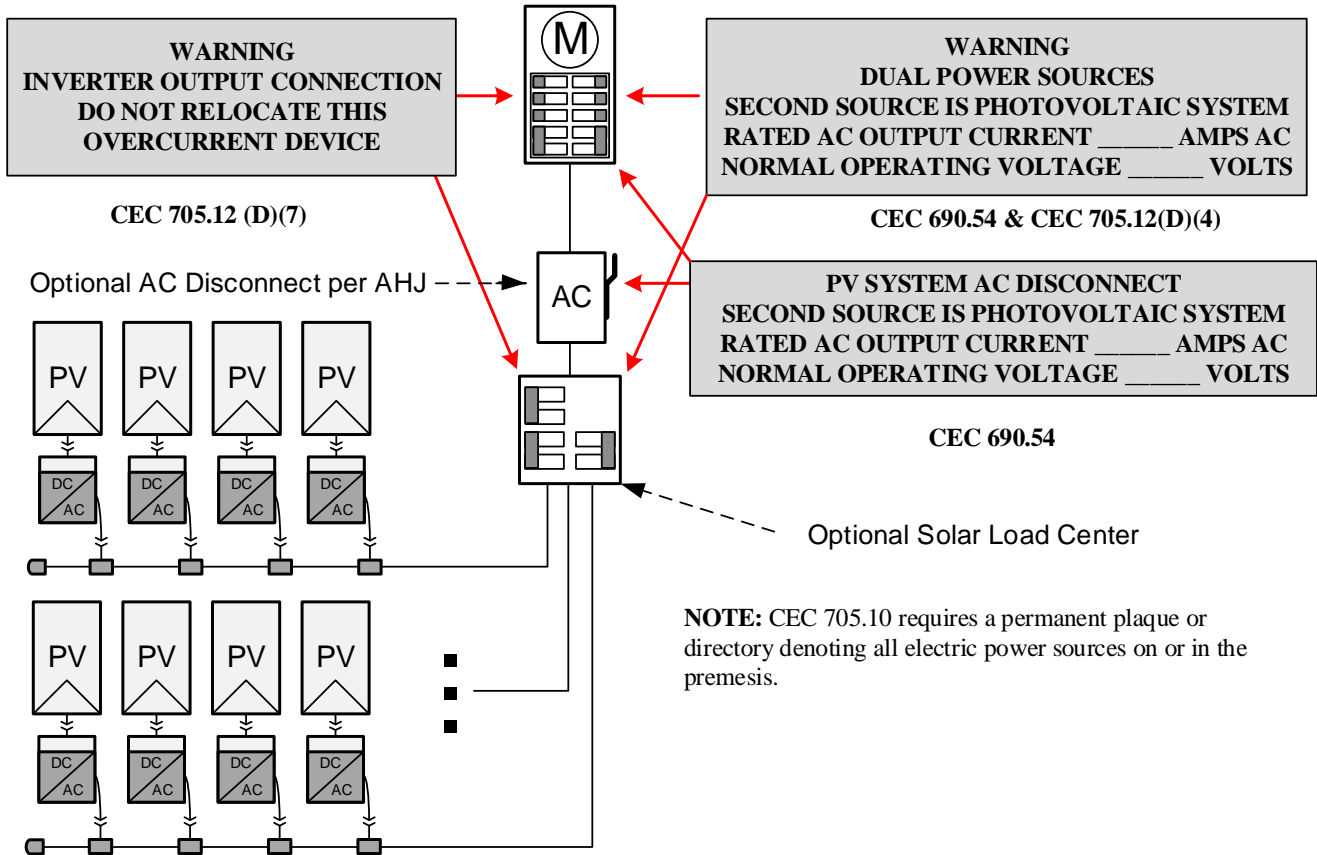 WARNING
INVERTER OUTPUT CONNECTION
DO NOT RELOCATE THIS
OVERCURRENT DEVICE
CEC 705.12 (D)(7)
M
WARNING
DUAL POWER SOURCES
SECOND SOURCE IS PHOTOVOLTAIC SYSTEM
RATED AC OUTPUT CURRENT ______ AMPS AC
NORMAL OPERATING VOLTAGE ______ VOLTS
CEC 690.54 & CEC 705.12(D)(4)
Optional AC Disconnect per AHJ
AC
PV SYSTEM AC DISCONNECT
SECOND SOURCE IS PHOTOVOLTAIC SYSTEM
RATED AC OUTPUT CURRENT ______ AMPS AC
NORMAL OPERATING VOLTAGE ______ VOLTS
CEC 690.54
PV PV PV PV
DC DC DC DC
AC AC AC AC
Optional Solar Load Center
NOTE: CEC 705.10 requires a permanent plaque or
directory denoting all electric power sources on or in the
premesis.
PV PV PV PV
DC DC DC DC
AC AC AC AC